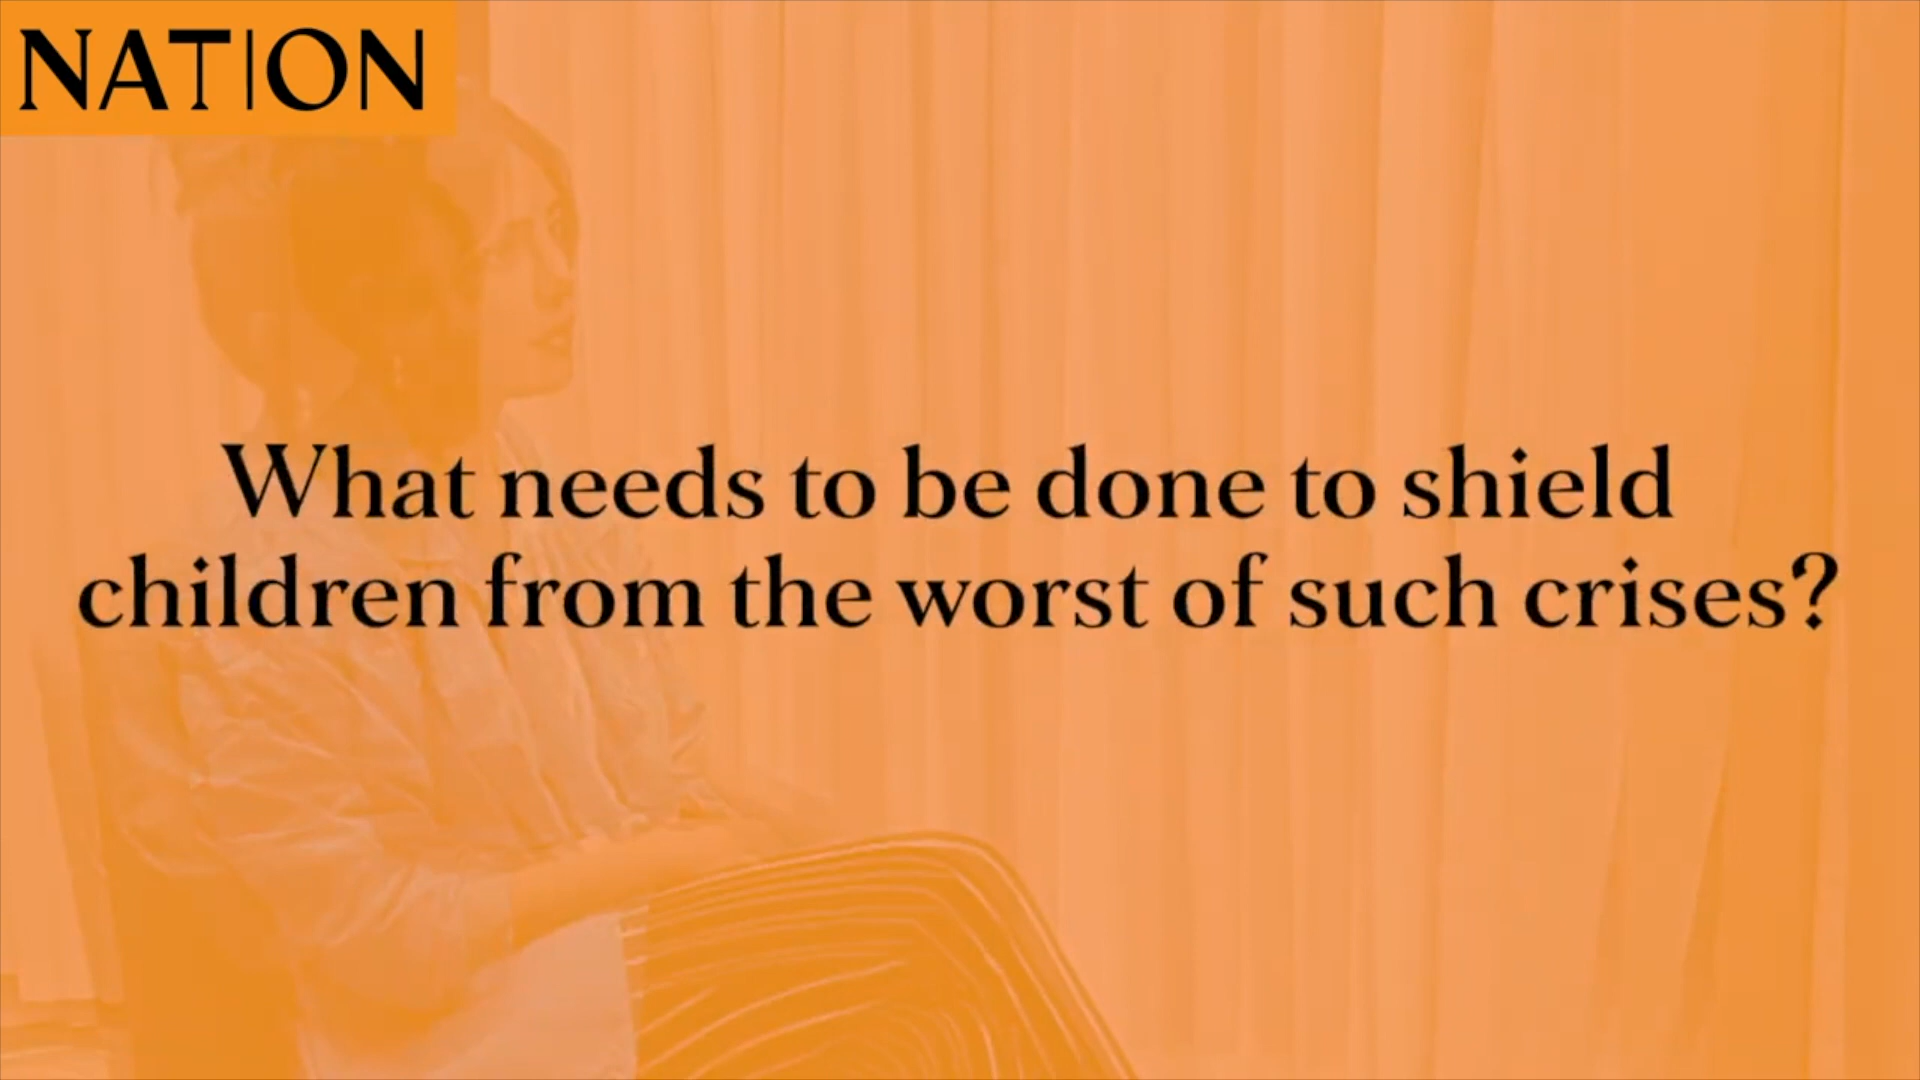 NATION
What needs to be done to shield
children from the worst of such crises?